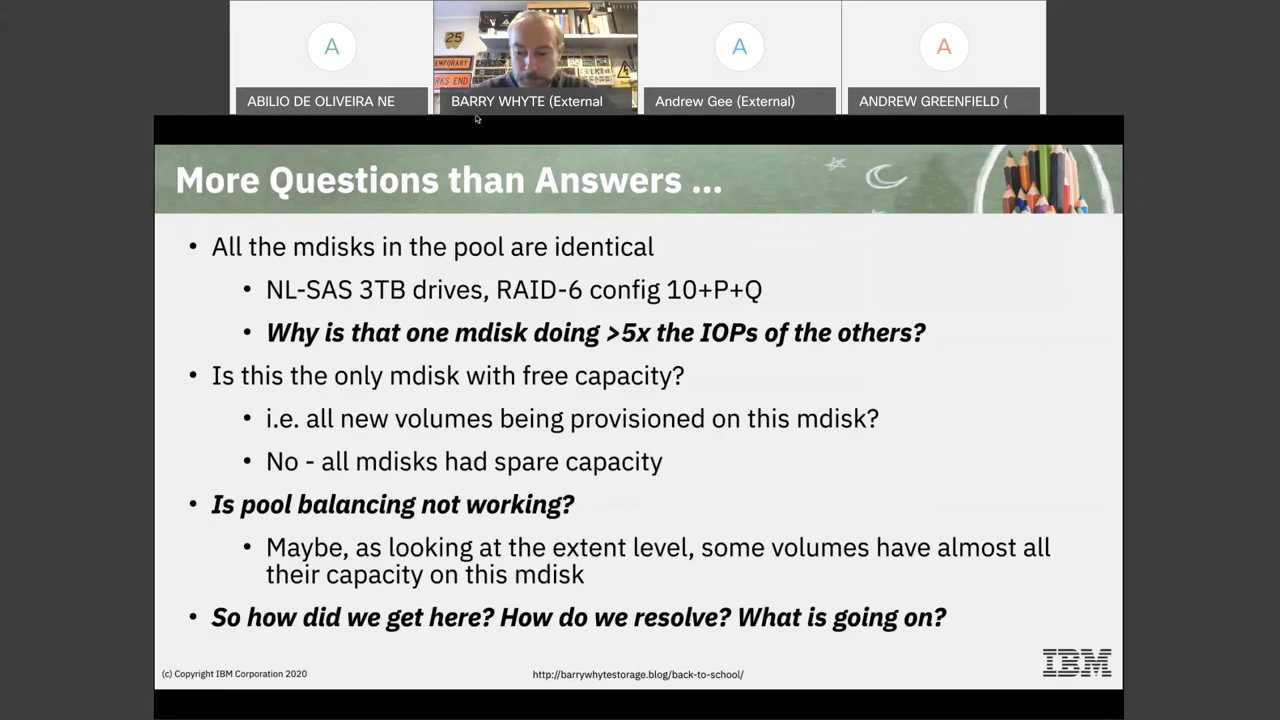 A
A
A
25
TEMPORARY
RKS END
ABILIO DE OLIVEIRA NE
BARRY WHYTE (External
Andrew Gee (External)
ANDREW GREENFIELD (
More Questions than Answers ...
• All the mdisks in the pool are identical
• NL-SAS 3TB drives, RAID-6 config 10+P+Q
• Why is that one mdisk doing >5x the IOPs of the others?
• Is this the only mdisk with free capacity?
• i.e. all new volumes being provisioned on this mdisk?
• No - all mdisks had spare capacity
• Is pool balancing not working?
• Maybe, as looking at the extent level, some volumes have almost all
their capacity on this mdisk
• So how did we get here? How do we resolve? What is going on?
(c) Copyright IBM Corporation 2020
http://barrywhytestorage.blog/back-to-school/
IBM